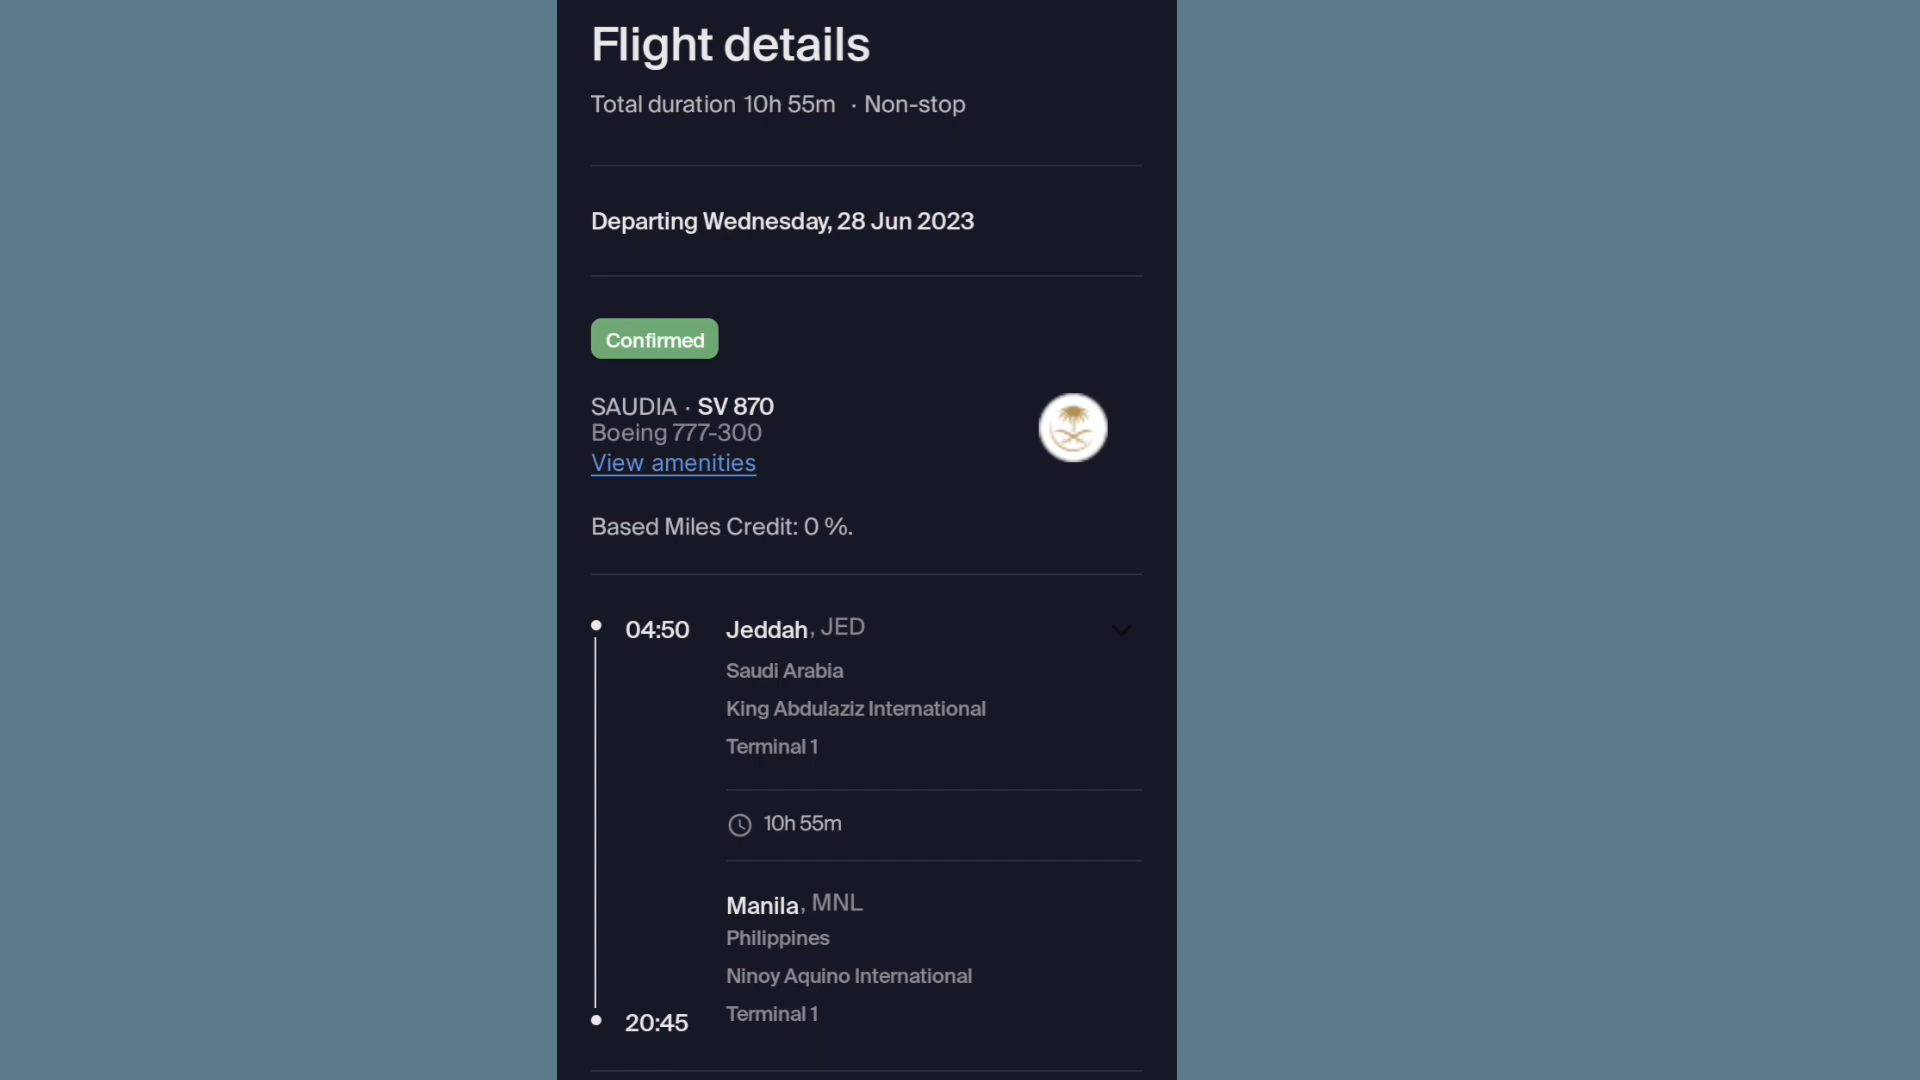 Flight details
Total duration 10h 55m · Non-stop
Departing Wednesday, 28 Jun 2023
Confirmed
SAUDIA · SV 870
Boeing 777-300
View amenities
Based Miles Credit: 0 %.
04:50 Jeddah, JED
Saudi Arabia
King Abdulaziz International
Terminal 1
10h 55m
Manila, MNL
Philippines
Ninoy Aquino International
Terminal 1
20:45